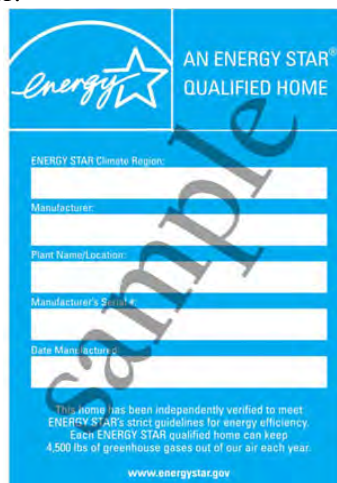 AN ENERGY STAR®
QUALIFIED HOME
energy
ENERGY STAR Climate Region:
Manufacturer:
Plant Name/Location:
Manufacturer's Serial #:
Date Manufactured:
sample
This home has been independently verified to meet
ENERGY STAR's strict guidelines for energy efficiency.
Each ENERGY STAR qualified home can keep
4,500 lbs of greenhouse gases out of our air each year.
www.energystar.gov